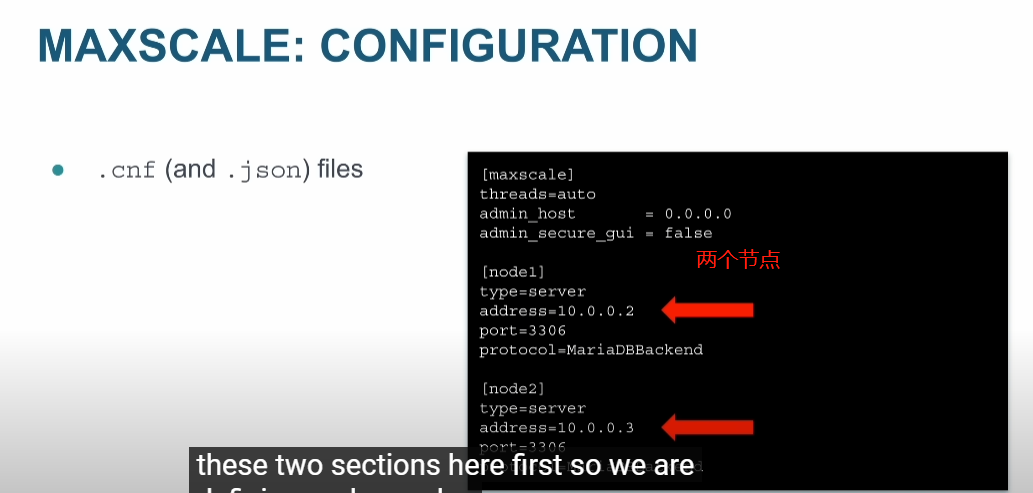 MAXSCALE: CONFIGURATION
● .cnf (and .json) files
[maxscale]
threads=auto
admin_host = 0.0.0.0
admin_secure_gui = false
两个节点
[node1]
type=server
address=10.0.0.2
port=3306
protocol=MariaDBBackend
[node2]
type=server
address=10.0.0.3
port=3306
these two sections here first so we are